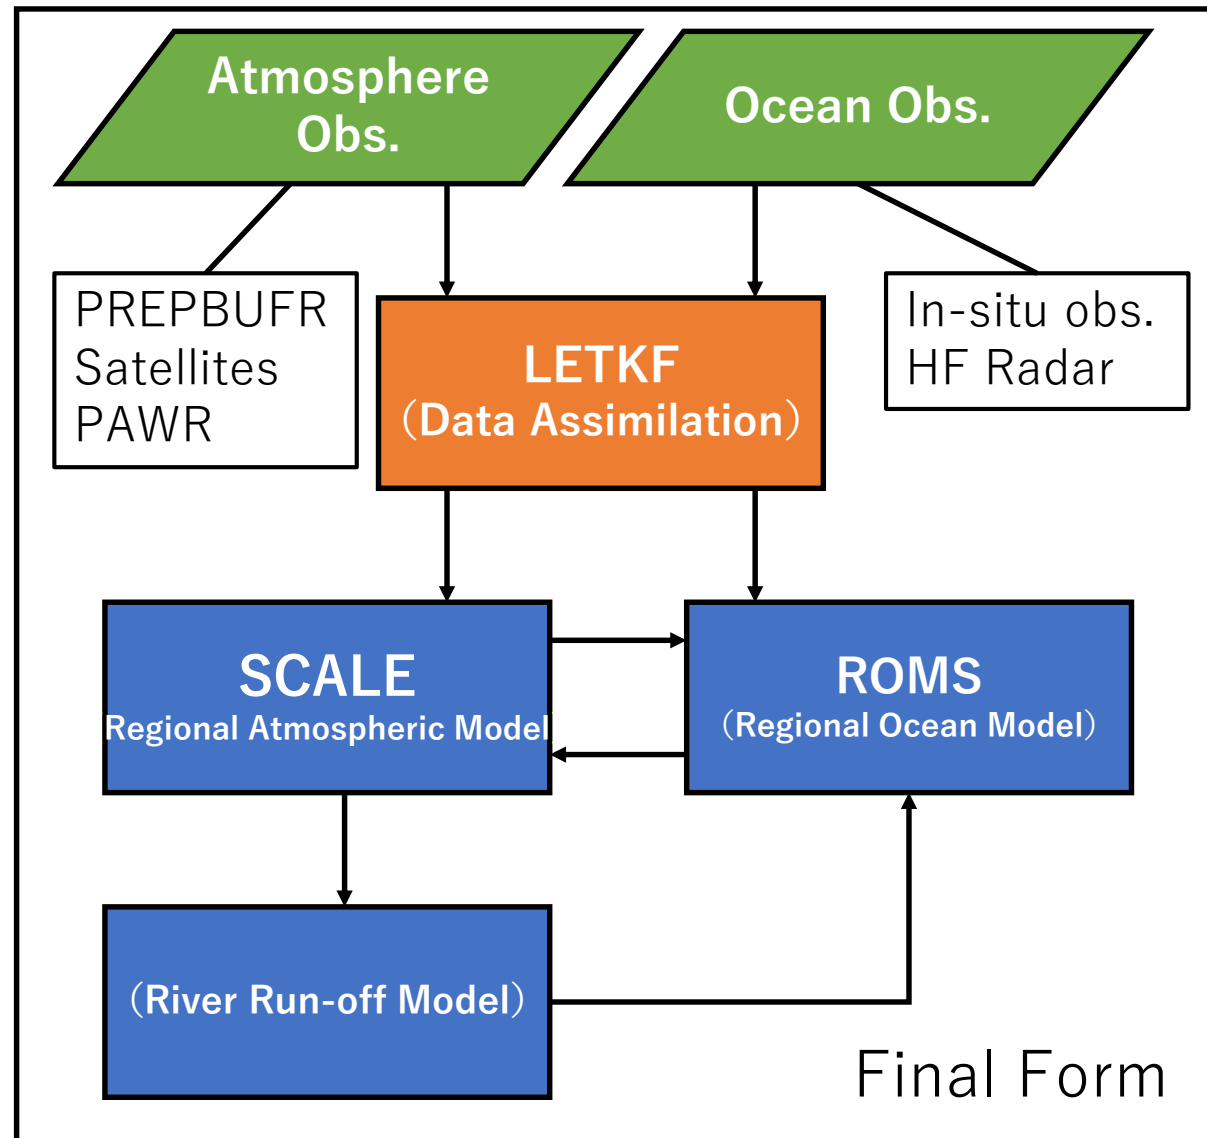 Atmosphere
Obs.
Ocean Obs.
PREPBUFR
Satellites
PAWR
In-situ obs.
HF Radar
LETKF
（Data Assimilation）
SCALE
Regional Atmospheric Model
ROMS
（Regional Ocean Model）
（River Run-off Model）
Final Form